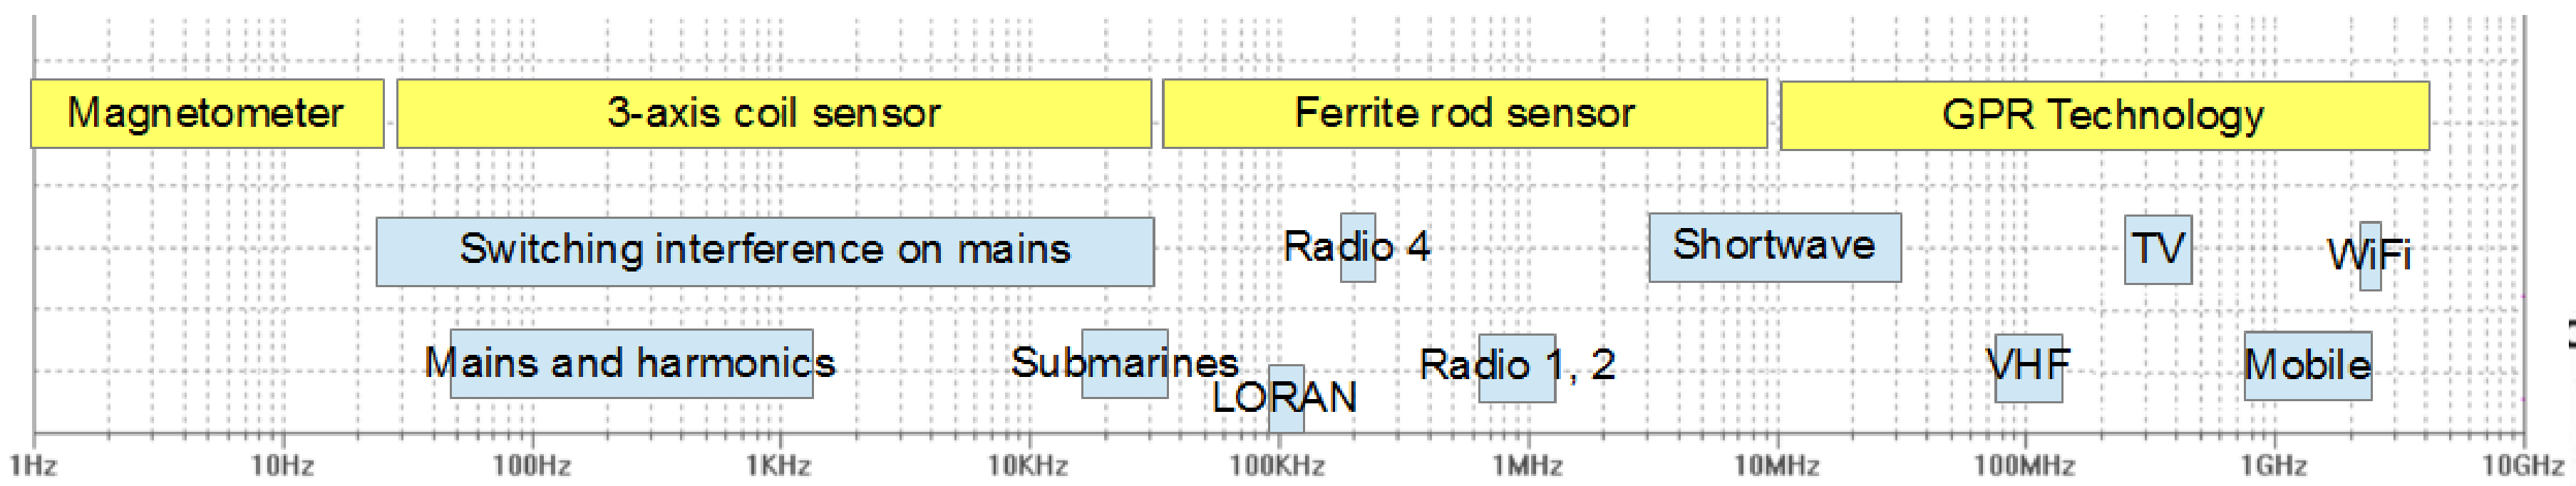 Magnetometer 3-axis coil sensor Ferrite rod sensor GPR Technology
Switching interference on mains Radio 4 Shortwave TV WiFi
Mains and harmonics Submarines LORAN Radio 1, 2 VHF Mobile
1Hz 10Hz 100Hz 1KHz 10KHz 100KHz 1MHz 10MHz 100MHz 1GHz 10GHz